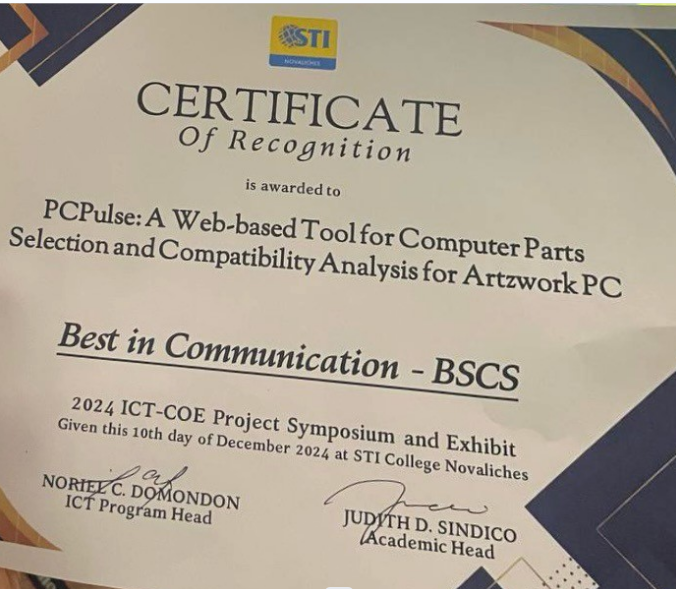 STI
NOVALICHES
CERTIFICATE
Of Recognition
is awarded to
PCPulse: A Web-based Tool for Computer Parts
Selection and Compatibility Analysis for Artzwork PC
Best in Communication - BSCS
2024 ICT-COE Project Symposium and Exhibit
Given this 10th day of December 2024 at STI College Novaliches
NORIEL C. DOMONDON
ICT Program Head
JUDITH D. SINDICO
Academic Head